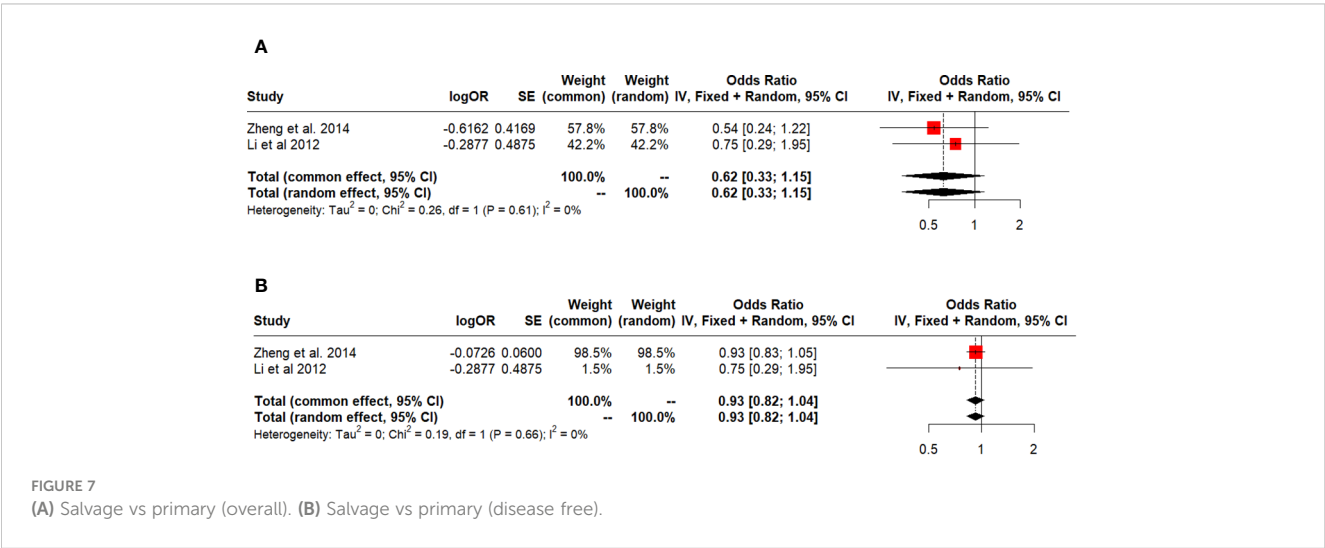 A
Weight Weight Odds Ratio Odds Ratio
Study logOR SE (common) (random) IV, Fixed + Random, 95% CI IV, Fixed + Random, 95% CI
Zheng et al. 2014 -0.6162 0.4169 57.8% 57.8% 0.54 [0.24; 1.22]
Li et al 2012 -0.2877 0.4875 42.2% 42.2% 0.75 [0.29; 1.95]
Total (common effect, 95% CI) 100.0% -- 0.62 [0.33; 1.15]
Total (random effect, 95% CI) -- 100.0% 0.62 [0.33; 1.15]
Heterogeneity: Tau² = 0; Chi² = 0.26, df = 1 (P = 0.61); I² = 0%
0.5 1 2
B
Weight Weight Odds Ratio Odds Ratio
Study logOR SE (common) (random) IV, Fixed + Random, 95% CI IV, Fixed + Random, 95% CI
Zheng et al. 2014 -0.0726 0.0600 98.5% 98.5% 0.93 [0.83; 1.05]
Li et al 2012 -0.2877 0.4875 1.5% 1.5% 0.75 [0.29; 1.95]
Total (common effect, 95% CI) 100.0% -- 0.93 [0.82; 1.04]
Total (random effect, 95% CI) -- 100.0% 0.93 [0.82; 1.04]
Heterogeneity: Tau² = 0; Chi² = 0.19, df = 1 (P = 0.66); I² = 0%
0.5 1 2
FIGURE 7
(A) Salvage vs primary (overall). (B) Salvage vs primary (disease free).